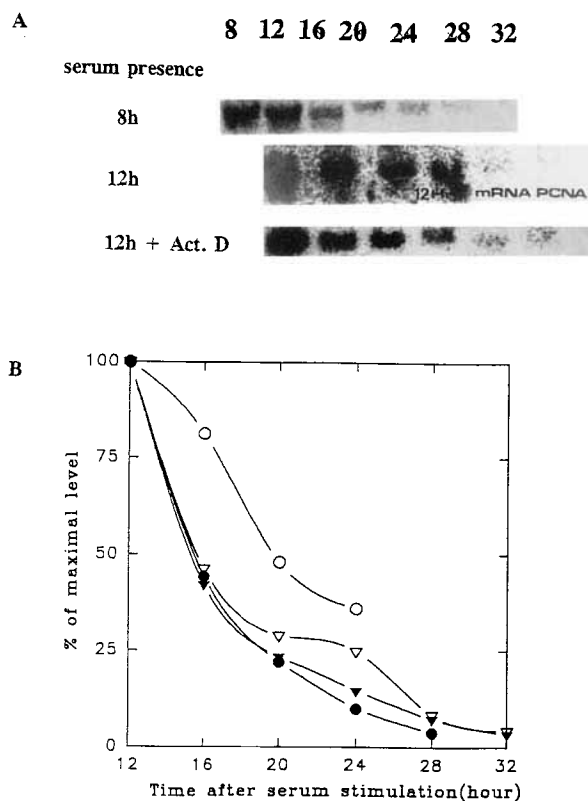 A
8 12 16 20 24 28 32
serum presence
8h
12h
12H mRNA PCNA
12h + Act. D
B
100
75
50
25
0
% of maximal level
12 16 20 24 28 32
Time after serum stimulation(hour)